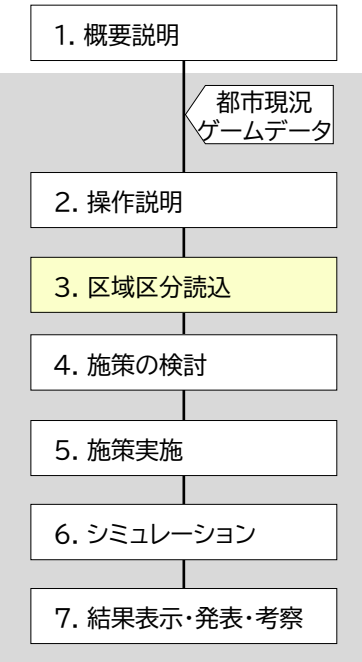 1. 概要説明
都市現況
ゲームデータ
2. 操作説明
3. 区域区分読込
4. 施策の検討
5. 施策実施
6. シミュレーション
7. 結果表示・発表・考察